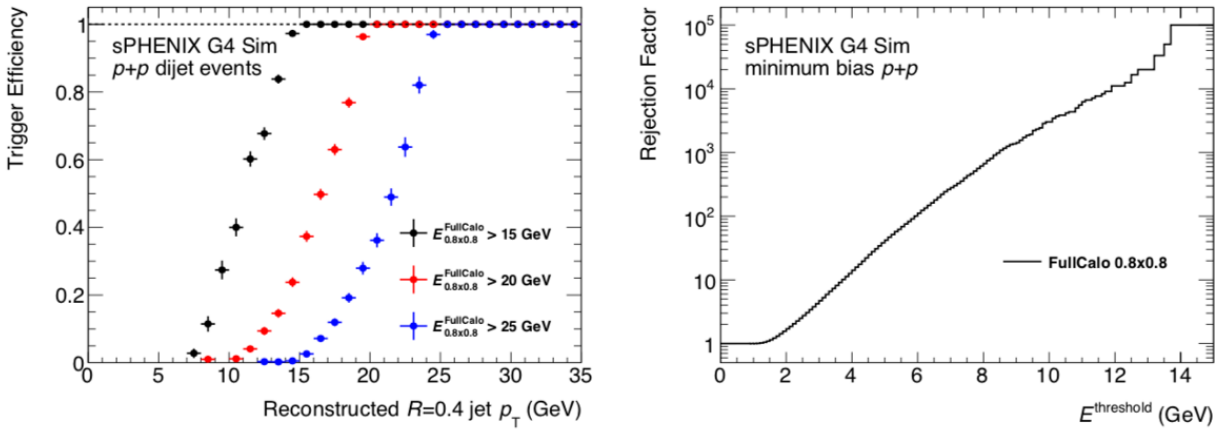 sPHENIX G4 Sim
p+p dijet events
Trigger Efficiency
1
0.8
0.6
0.4
0.2
0
E^FullCalo_0.8x0.8 > 15 GeV
E^FullCalo_0.8x0.8 > 20 GeV
E^FullCalo_0.8x0.8 > 25 GeV
0 5 10 15 20 25 30 35
Reconstructed R=0.4 jet p_T (GeV)
sPHENIX G4 Sim
minimum bias p+p
Rejection Factor
10^5
10^4
10^3
10^2
10
1
FullCalo 0.8x0.8
0 2 4 6 8 10 12 14
E^threshold (GeV)